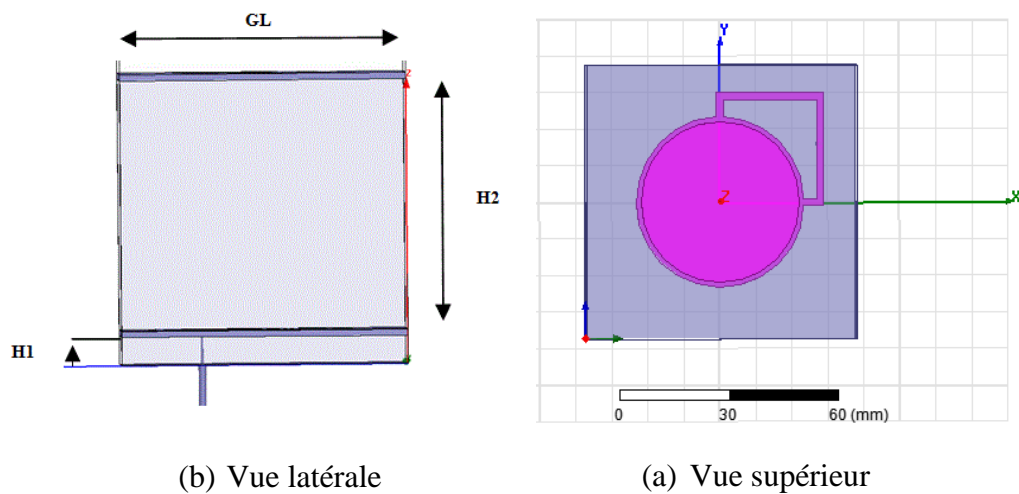 GL
H2
H1
Z
Y
X
Z
0 30 60 (mm)
(b) Vue latérale
(a) Vue supérieur